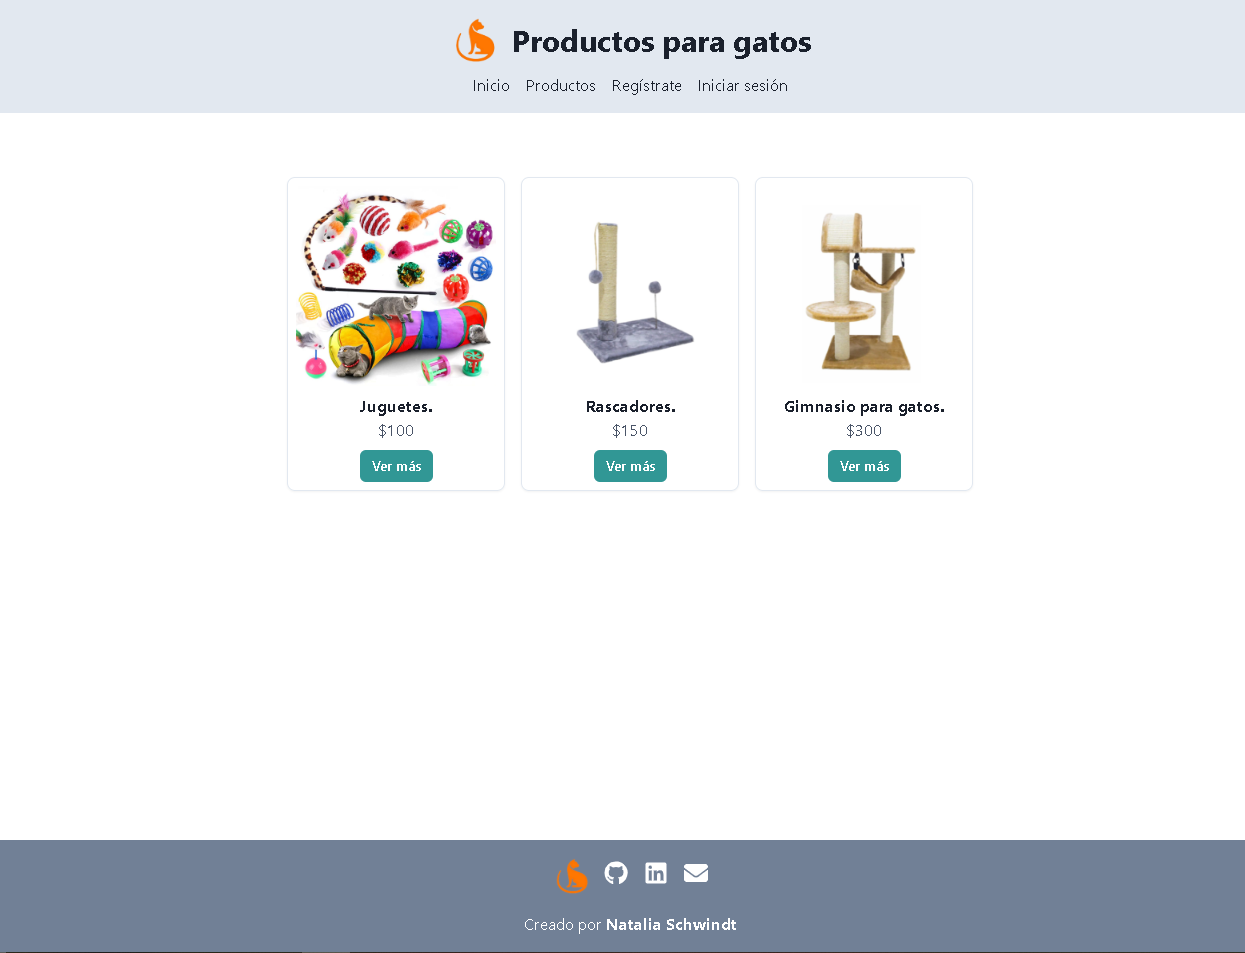 Productos para gatos
Inicio Productos Regístrate Iniciar sesión
Juguetes.
$100
Ver más
Rascadores.
$150
Ver más
Gimnasio para gatos.
$300
Ver más
Creado por Natalia Schwindt